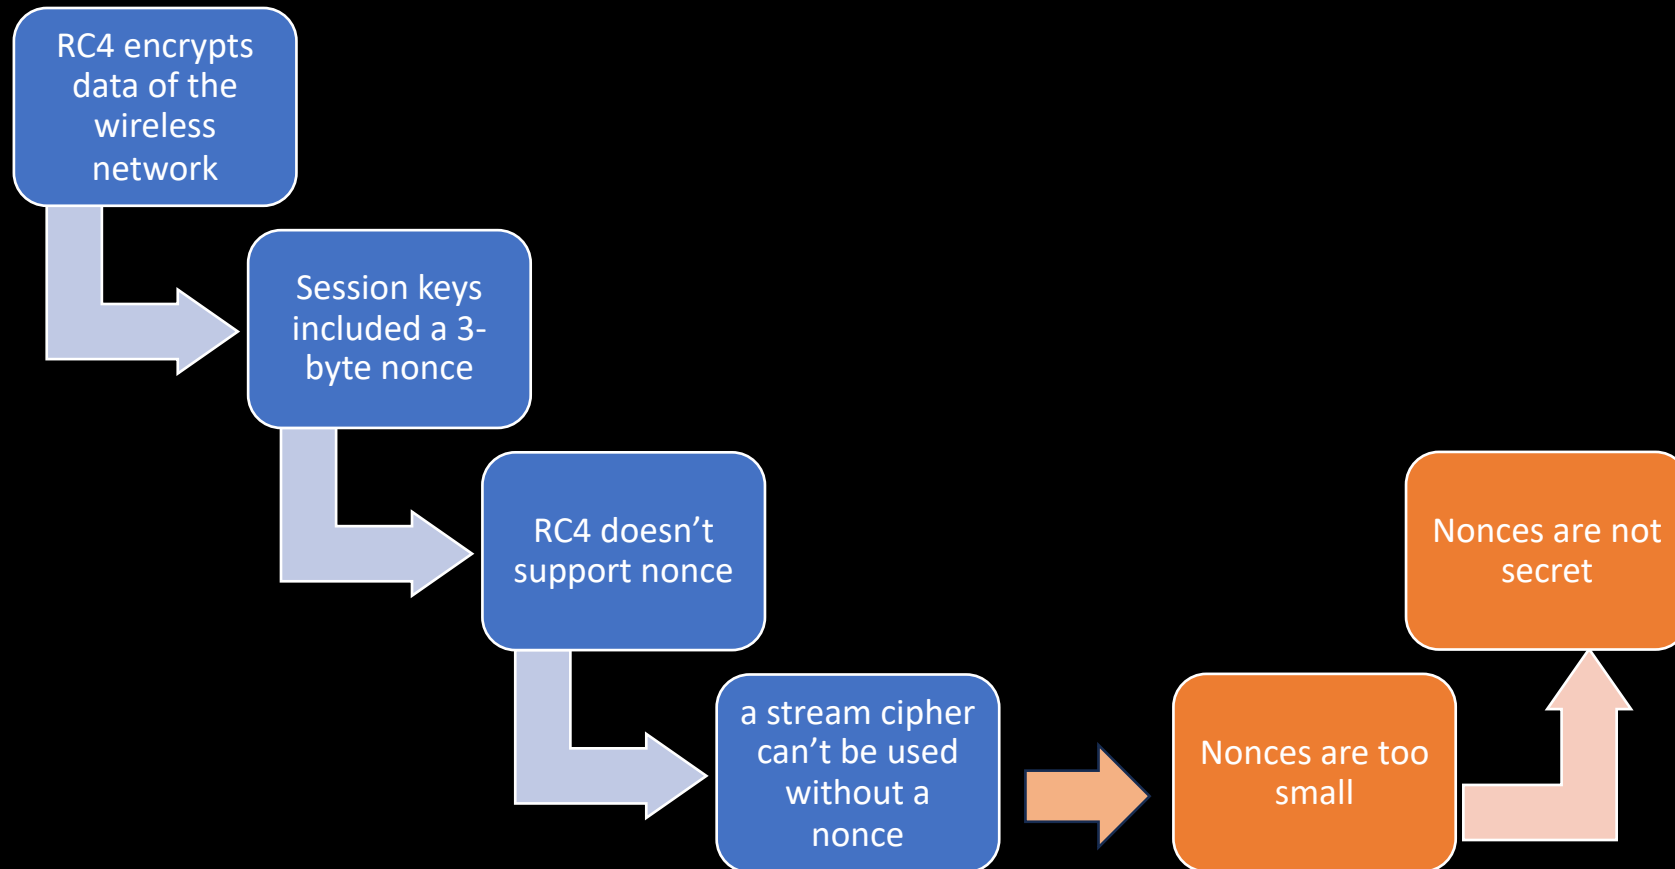 RC4 encrypts
data of the
wireless
network
Session keys
included a 3-
byte nonce
RC4 doesn’t
support nonce
a stream cipher
can’t be used
without a
nonce
Nonces are too
small
Nonces are not
secret